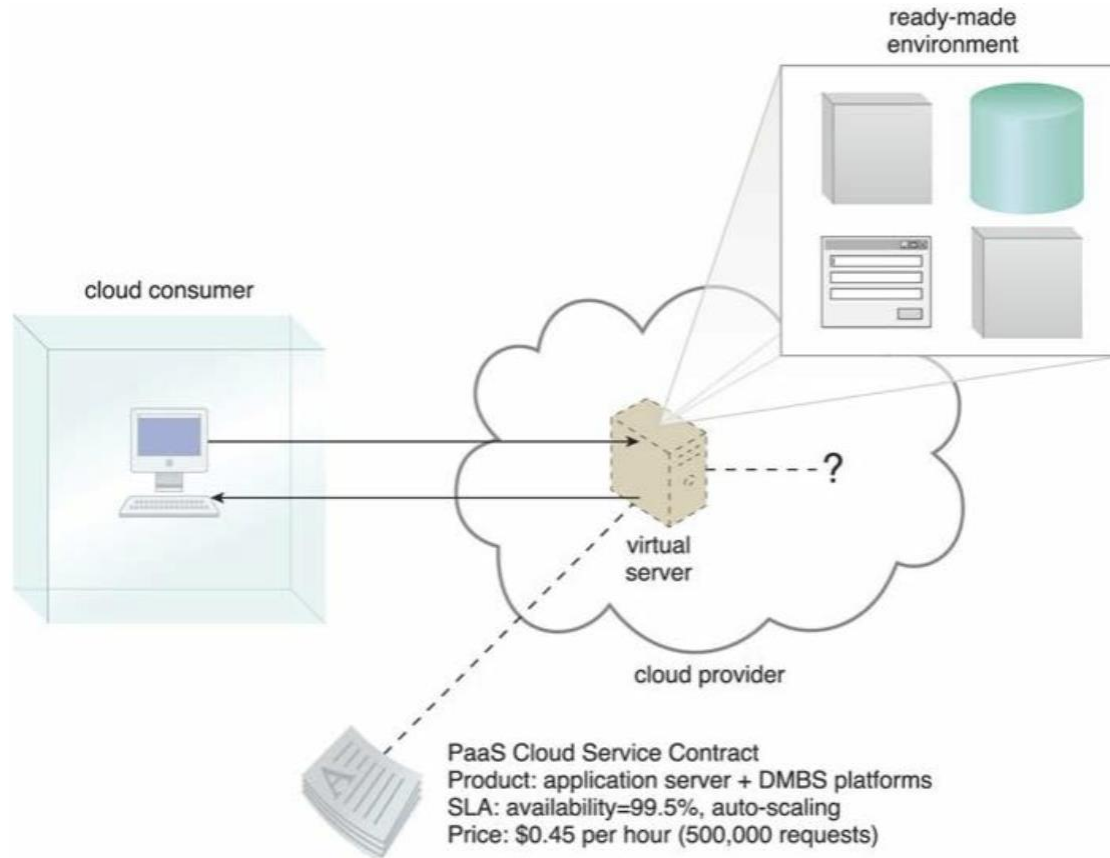 ready-made
environment
cloud consumer
?
virtual
server
cloud provider
A
PaaS Cloud Service Contract
Product: application server + DMBS platforms
SLA: availability=99.5%, auto-scaling
Price: $0.45 per hour (500,000 requests)